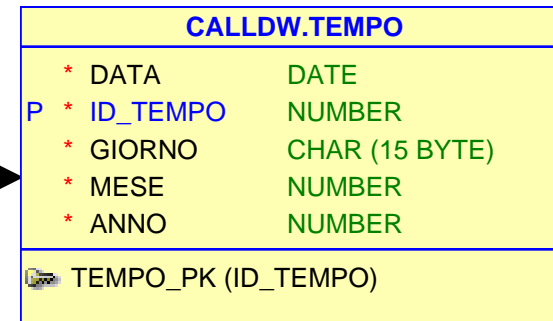 CALLDW.TEMPO
* DATA DATE
P * ID_TEMPO NUMBER
* GIORNO CHAR (15 BYTE)
* MESE NUMBER
* ANNO NUMBER
TEMPO_PK (ID_TEMPO)